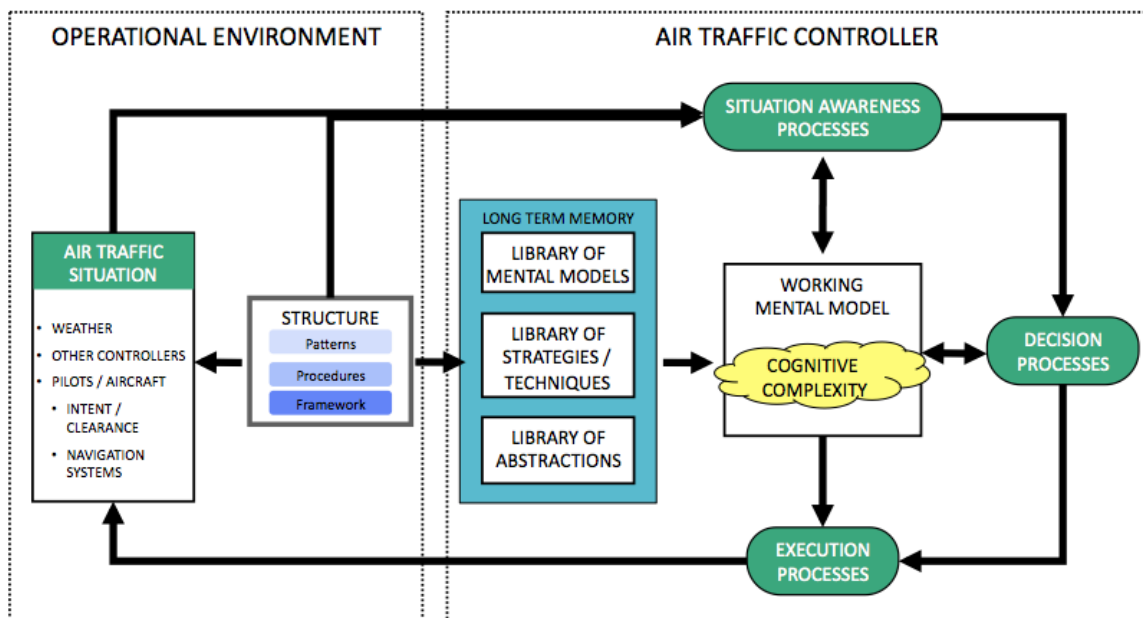 OPERATIONAL ENVIRONMENT
AIR TRAFFIC CONTROLLER
SITUATION AWARENESS
PROCESSES
AIR TRAFFIC
SITUATION
• WEATHER
• OTHER CONTROLLERS
• PILOTS / AIRCRAFT
• INTENT /
CLEARANCE
• NAVIGATION
SYSTEMS
STRUCTURE
Patterns
Procedures
Framework
LONG TERM MEMORY
LIBRARY OF
MENTAL MODELS
LIBRARY OF
STRATEGIES /
TECHNIQUES
LIBRARY OF
ABSTRACTIONS
WORKING
MENTAL MODEL
COGNITIVE
COMPLEXITY
DECISION
PROCESSES
EXECUTION
PROCESSES